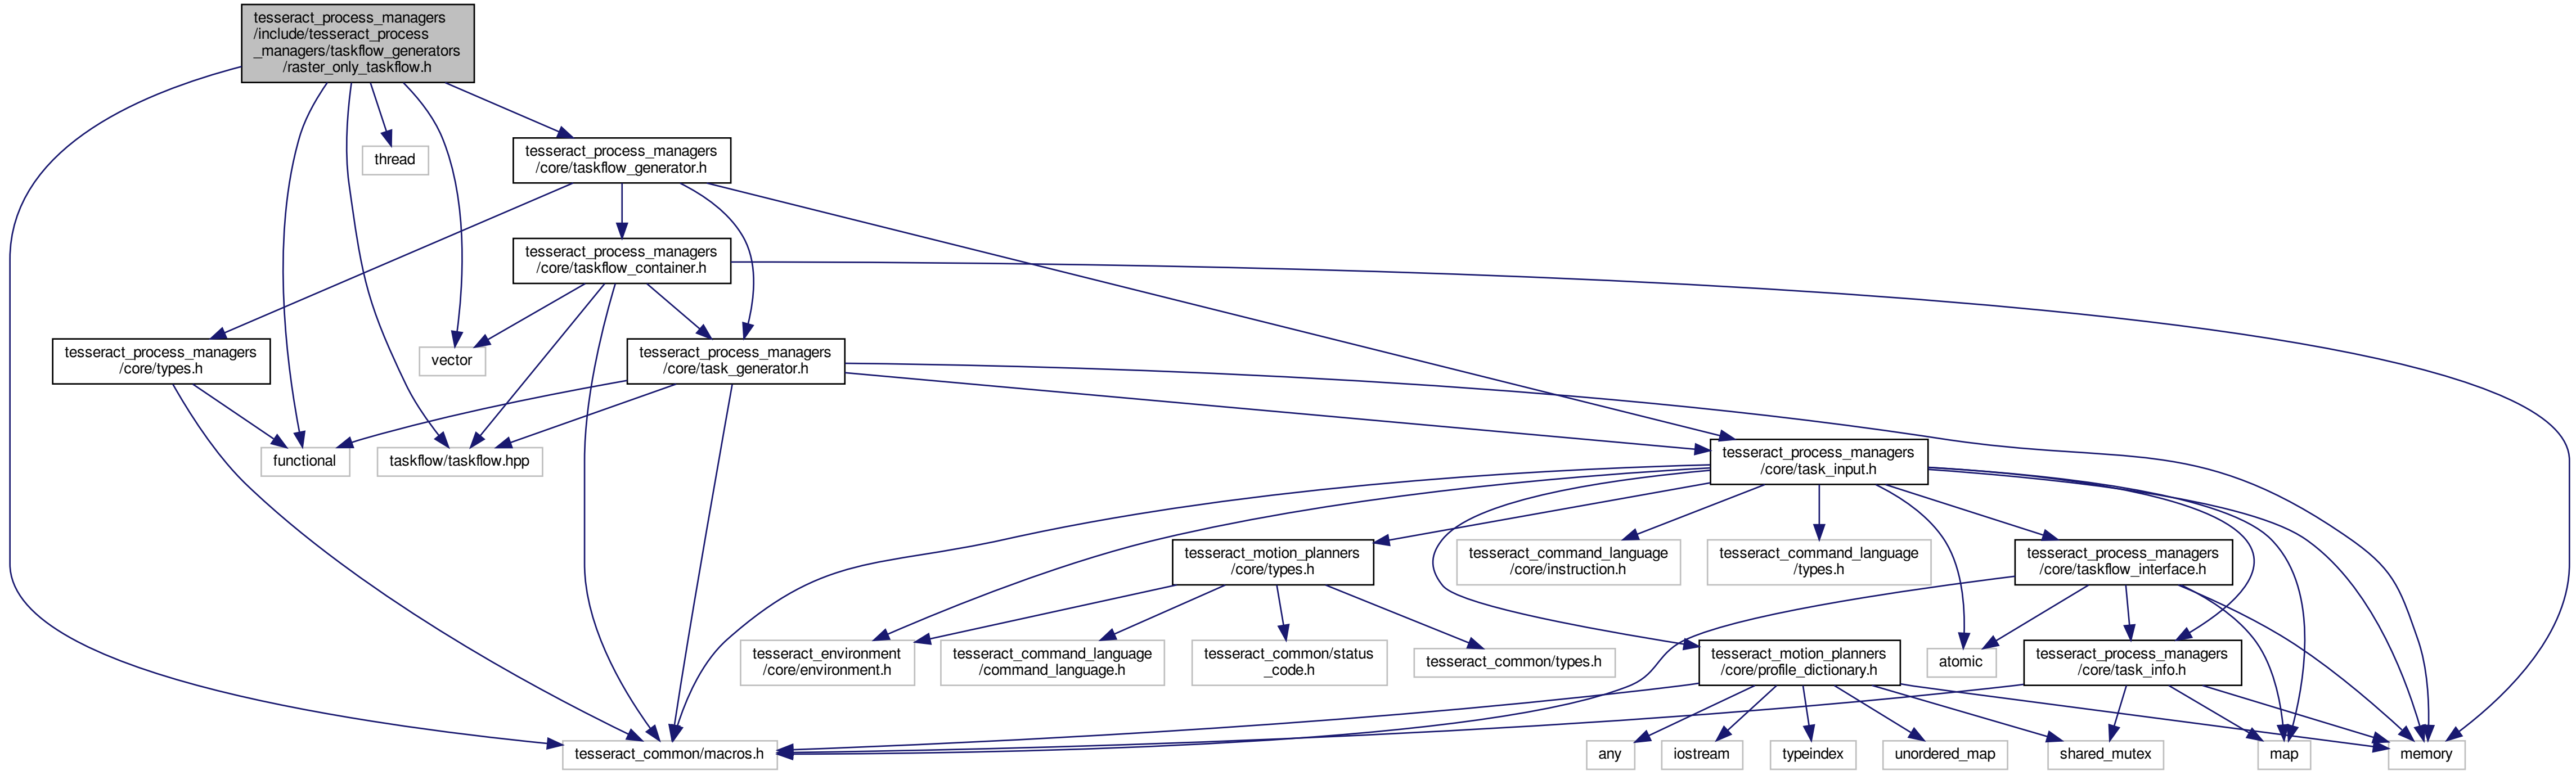 tesseract_process_managers
/include/tesseract_process
_managers/taskflow_generators
/raster_only_taskflow.h
thread
tesseract_process_managers
/core/taskflow_generator.h
tesseract_process_managers
/core/taskflow_container.h
tesseract_process_managers
/core/types.h
vector
tesseract_process_managers
/core/task_generator.h
functional
taskflow/taskflow.hpp
tesseract_process_managers
/core/task_input.h
tesseract_motion_planners
/core/types.h
tesseract_command_language
/core/instruction.h
tesseract_command_language
/types.h
tesseract_process_managers
/core/taskflow_interface.h
tesseract_environment
/core/environment.h
tesseract_command_language
/command_language.h
tesseract_common/status
_code.h
tesseract_common/types.h
tesseract_motion_planners
/core/profile_dictionary.h
atomic
tesseract_process_managers
/core/task_info.h
tesseract_common/macros.h
any
iostream
typeindex
unordered_map
shared_mutex
map
memory